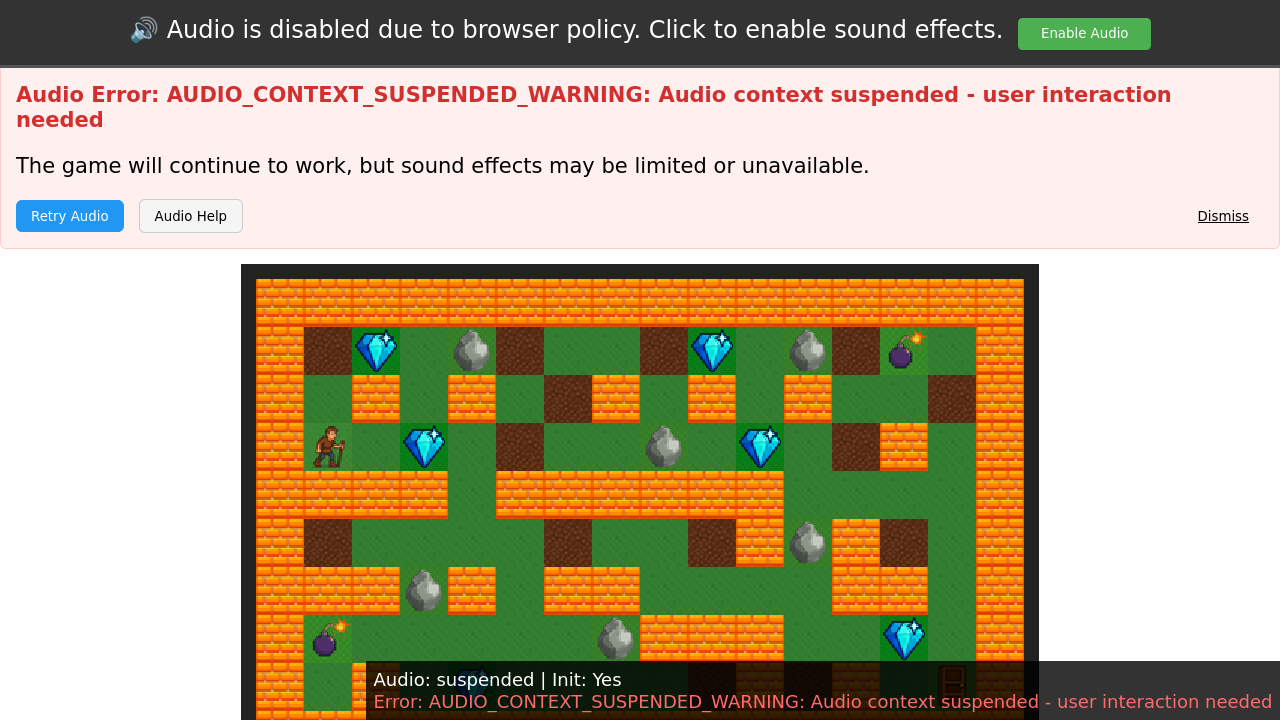 🔊 Audio is disabled due to browser policy. Click to enable sound effects. Enable Audio
Audio Error: AUDIO_CONTEXT_SUSPENDED_WARNING: Audio context suspended - user interaction
needed
The game will continue to work, but sound effects may be limited or unavailable.
Retry Audio Audio Help Dismiss
Audio: suspended | Init: Yes
Error: AUDIO_CONTEXT_SUSPENDED_WARNING: Audio context suspended - user interaction needed